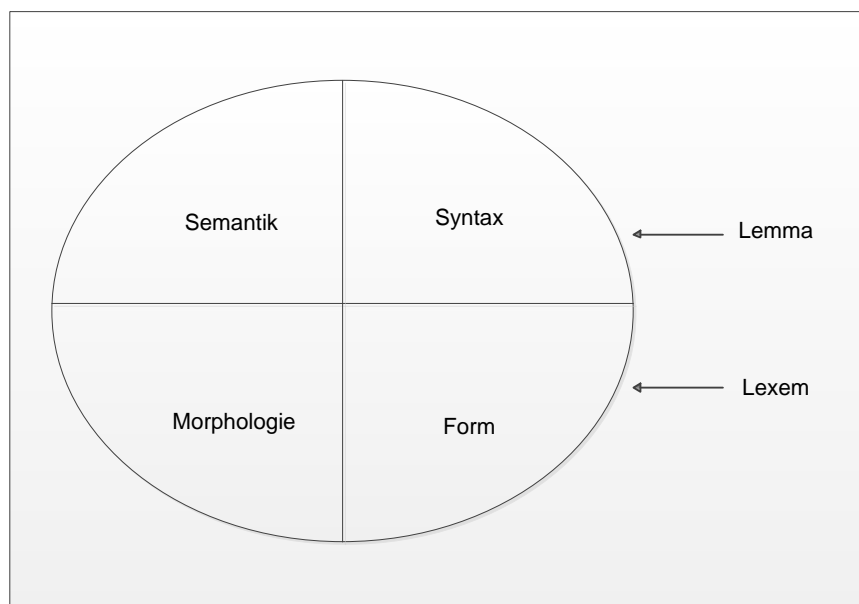 Semantik
Syntax
Lemma
Morphologie
Form
Lexem